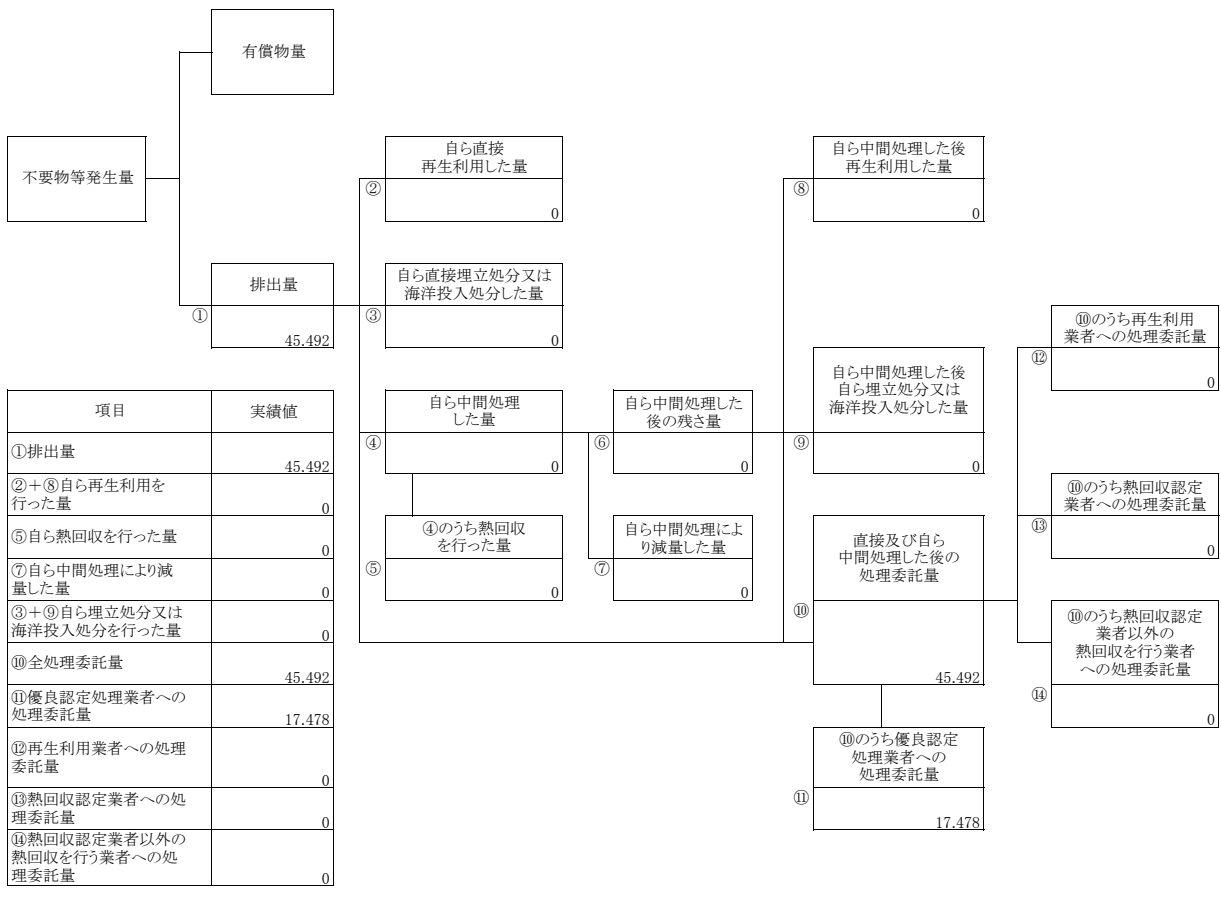 有償物量
不要物等発生量
排出量
①
45.492
自ら直接
再生利用した量
②
0
自ら直接埋立処分又は
海洋投入処分した量
③
0
自ら中間処理
した量
④
0
④のうち熱回収
を行った量
⑤
0
自ら中間処理した
後の残さ量
⑥
0
自ら中間処理によ
り減量した量
⑦
0
自ら中間処理した後
再生利用した量
⑧
0
自ら中間処理した後
自ら埋立処分又は
海洋投入処分した量
⑨
0
直接及び自ら
中間処理した後の
処理委託量
⑩
45.492
⑩のうち優良認定
処理業者への
処理委託量
⑪
17.478
⑩のうち再生利用
業者への処理委託量
⑫
0
⑩のうち熱回収認定
業者への処理委託量
⑬
0
⑩のうち熱回収認定
業者以外の
熱回収を行う業者
への処理委託量
⑭
0
項目 実績値
①排出量
45.492
②＋⑧自ら再生利用を
行った量
0
⑤自ら熱回収を行った量
0
⑦自ら中間処理により減
量した量
0
③＋⑨自ら埋立処分又は
海洋投入処分を行った量
0
⑩全処理委託量
45.492
⑪優良認定処理業者への
処理委託量
17.478
⑫再生利用業者への処理
委託量
0
⑬熱回収認定業者への処
理委託量
0
⑭熱回収認定業者以外の
熱回収を行う業者への処
理委託量
0